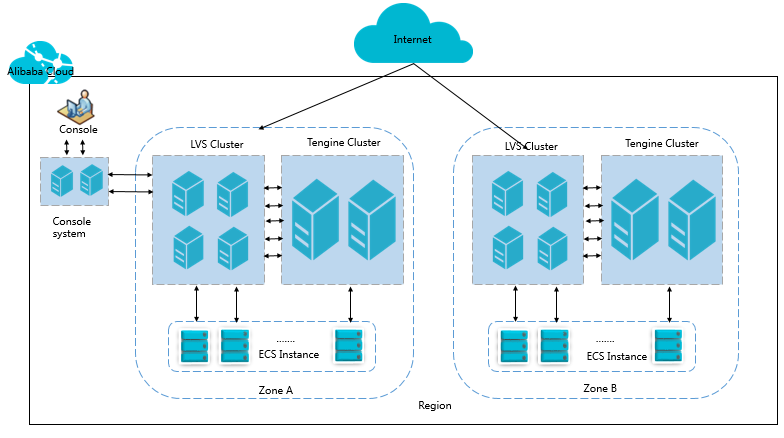 Internet
Alibaba Cloud
Console
LVS Cluster
Tengine Cluster
LVS Cluster
Tengine Cluster
Console
system
.......
ECS Instance
.......
ECS Instance
Zone A
Zone B
Region